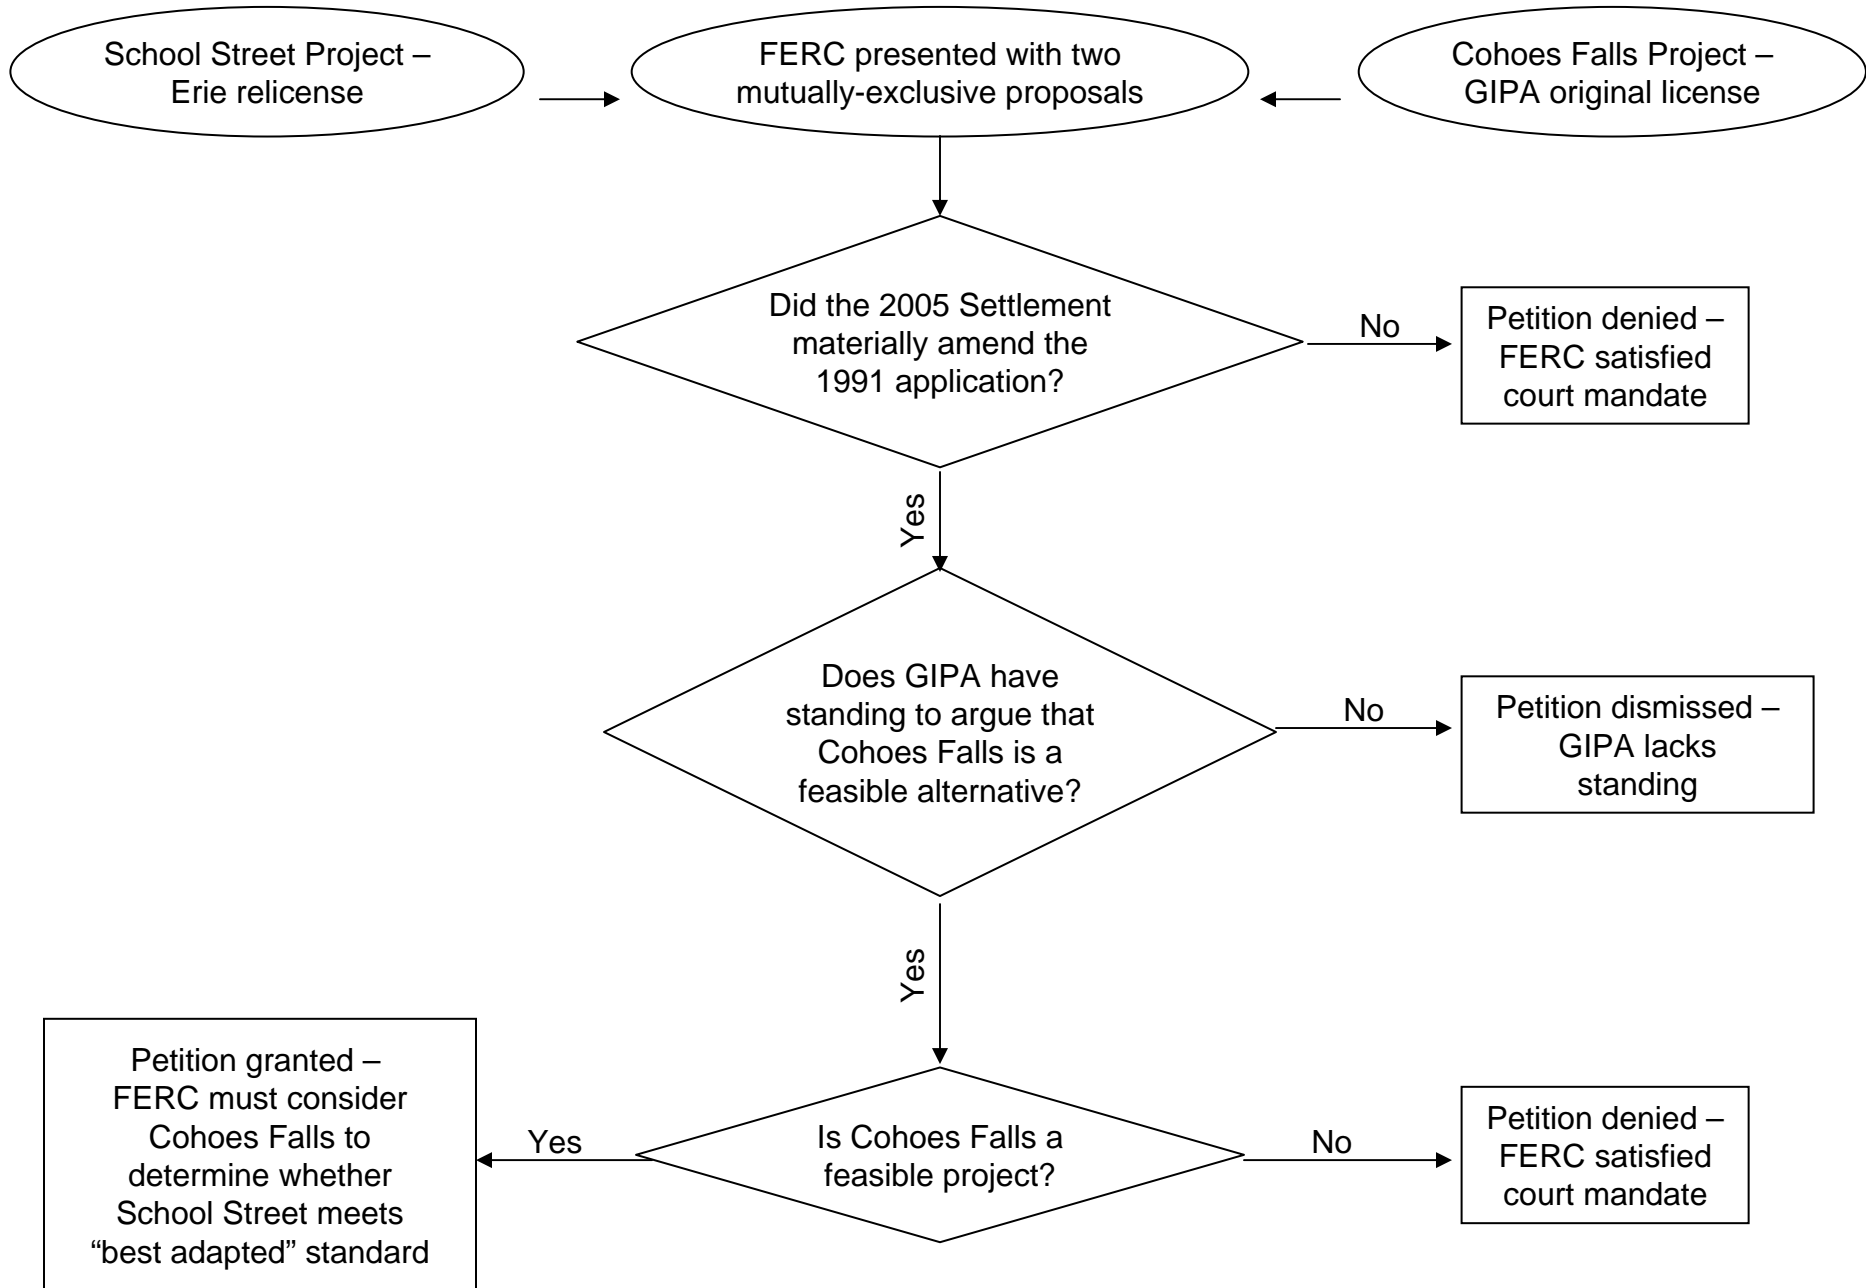 School Street Project –
Erie relicense
FERC presented with two
mutually-exclusive proposals
Cohoes Falls Project –
GIPA original license
Did the 2005 Settlement
materially amend the
1991 application?
No
Petition denied –
FERC satisfied
court mandate
Yes
Does GIPA have
standing to argue that
Cohoes Falls is a
feasible alternative?
No
Petition dismissed –
GIPA lacks
standing
Yes
Petition granted –
FERC must consider
Cohoes Falls to
determine whether
School Street meets
“best adapted” standard
Yes
Is Cohoes Falls a
feasible project?
No
Petition denied –
FERC satisfied
court mandate